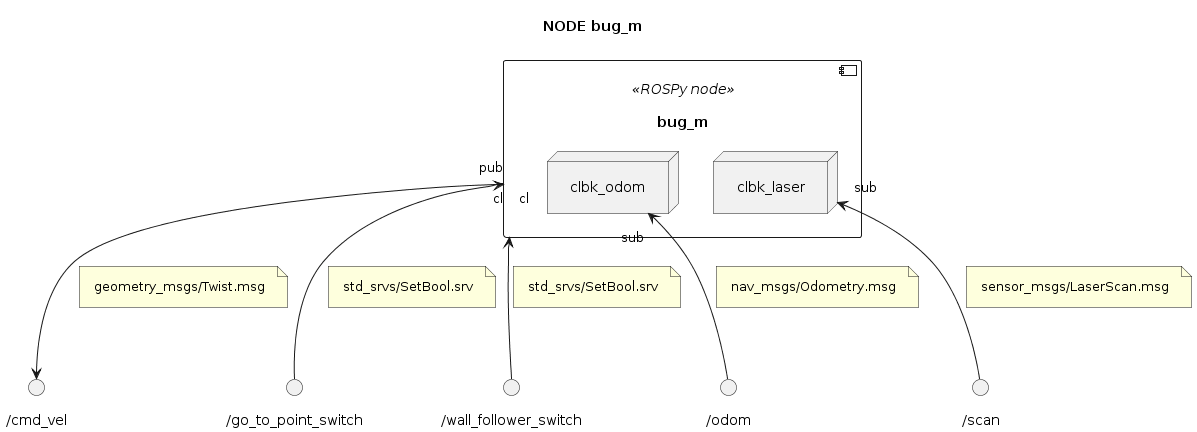 NODE bug_m
«ROSPy node»
bug_m
clbk_odom
clbk_laser
pub
cl
cl
sub
sub
geometry_msgs/Twist.msg
std_srvs/SetBool.srv
std_srvs/SetBool.srv
nav_msgs/Odometry.msg
sensor_msgs/LaserScan.msg
/cmd_vel
/go_to_point_switch
/wall_follower_switch
/odom
/scan